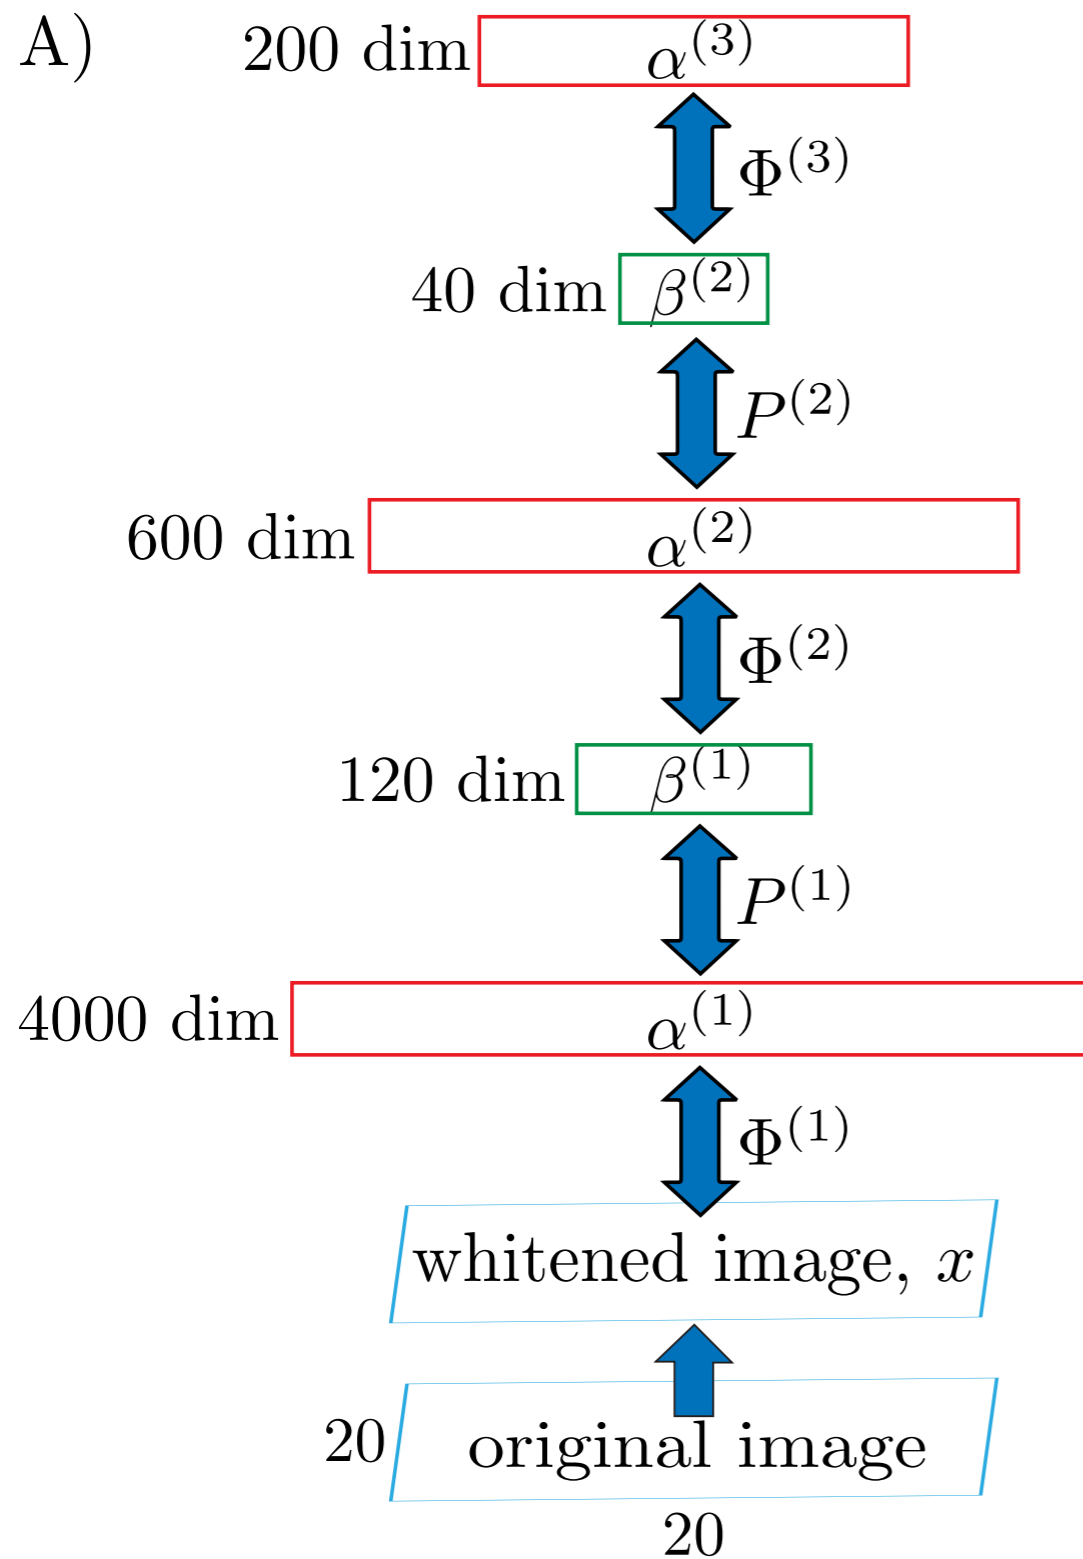 A)
200 dim α^(3)
Φ^(3)
40 dim β^(2)
P^(2)
600 dim α^(2)
Φ^(2)
120 dim β^(1)
P^(1)
4000 dim α^(1)
Φ^(1)
whitened image, x
20 original image
20